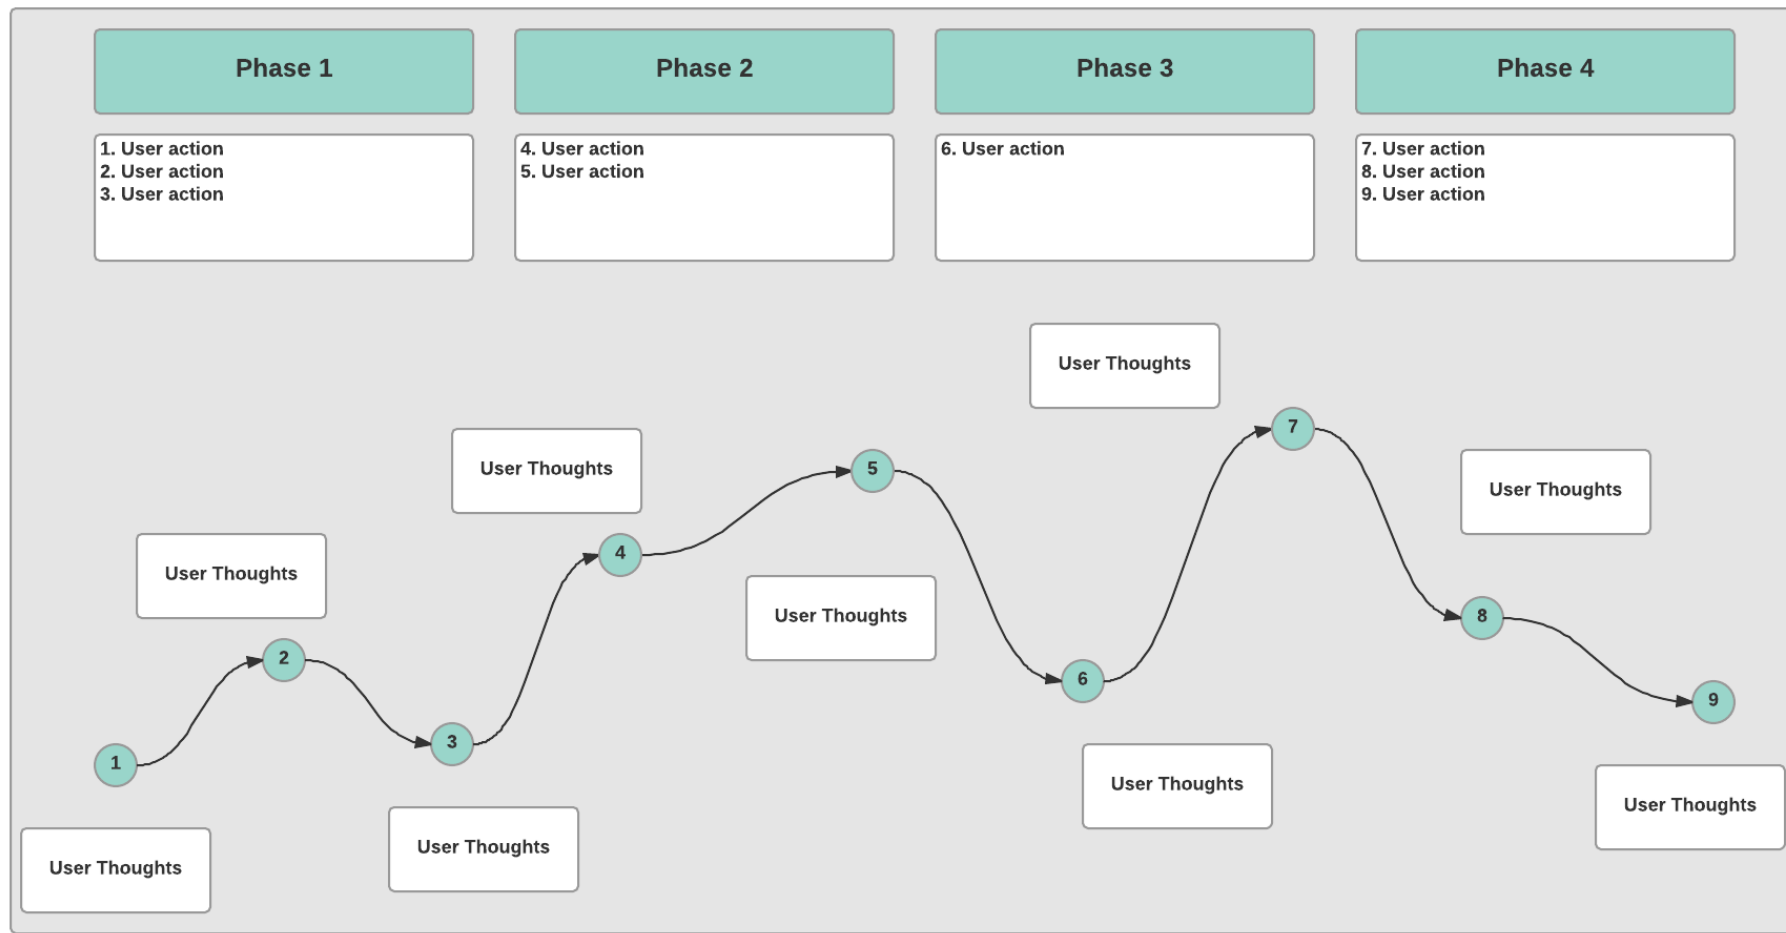 Phase 1
Phase 2
Phase 3
Phase 4
1. User action
2. User action
3. User action
4. User action
5. User action
6. User action
7. User action
8. User action
9. User action
User Thoughts
7
User Thoughts
5
User Thoughts
4
User Thoughts
User Thoughts
8
2
6
9
3
1
User Thoughts
User Thoughts
User Thoughts
User Thoughts